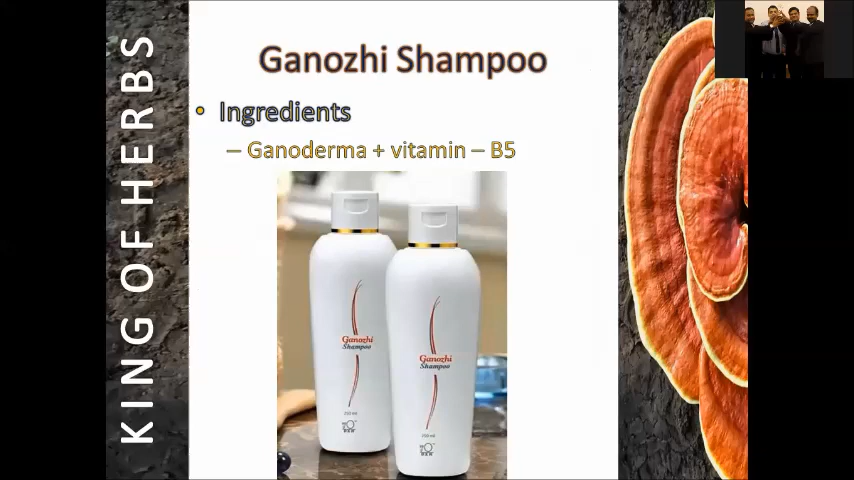 KING OF HERBS
Ganozhi Shampoo
• Ingredients
– Ganoderma + vitamin – B5
Ganozhi
Shampoo
Ganozhi
Shampoo